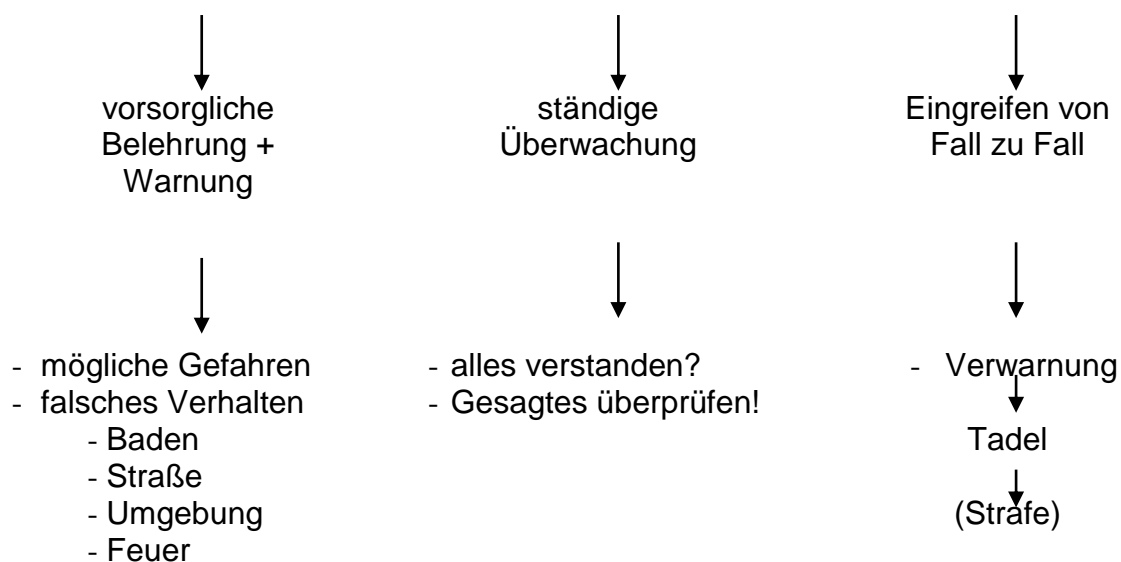 vorsorgliche
Belehrung +
Warnung
ständige
Überwachung
Eingreifen von
Fall zu Fall
- mögliche Gefahren
- falsches Verhalten
- Baden
- Straße
- Umgebung
- Feuer
- alles verstanden?
- Gesagtes überprüfen!
- Verwarnung
Tadel
(Strafe)